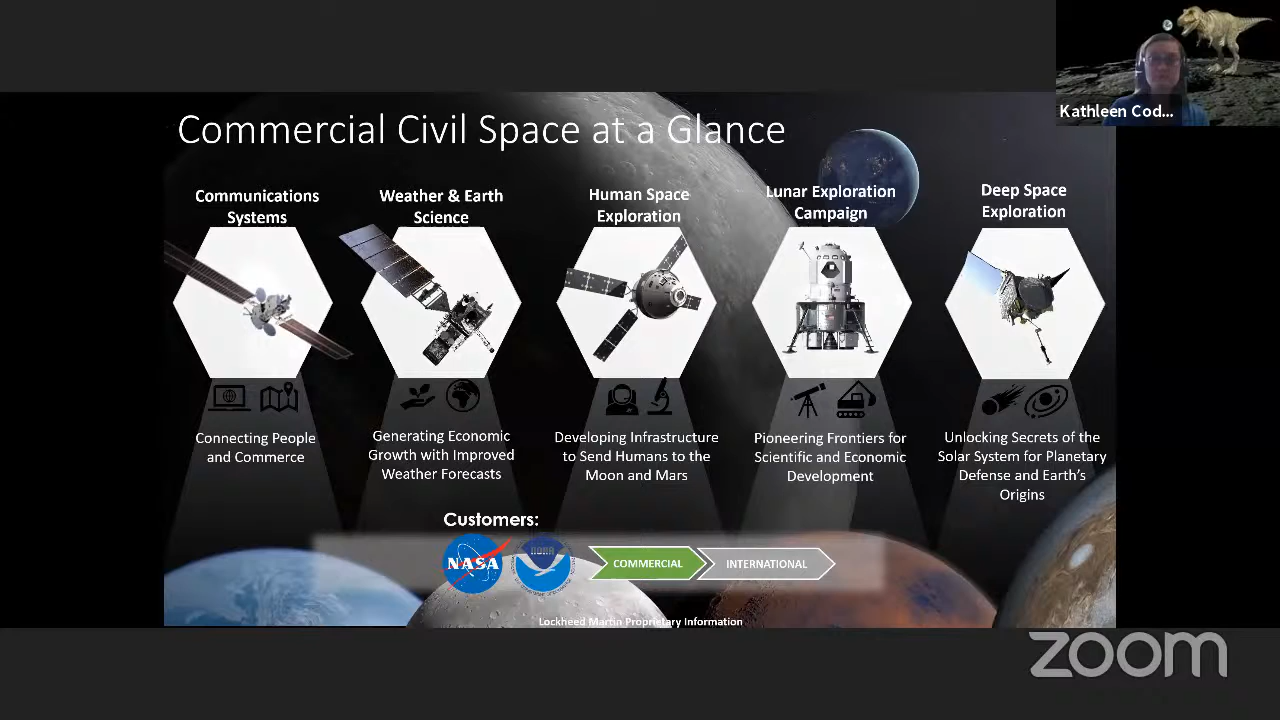 Kathleen Cod...
Commercial Civil Space at a Glance
Communications
Systems
Weather & Earth
Science
Human Space
Exploration
Lunar Exploration
Campaign
Deep Space
Exploration
Connecting People
and Commerce
Generating Economic
Growth with Improved
Weather Forecasts
Developing Infrastructure
to Send Humans to the
Moon and Mars
Pioneering Frontiers for
Scientific and Economic
Development
Unlocking Secrets of the
Solar System for Planetary
Defense and Earth's
Origins
Customers:
NASA
NOAA
COMMERCIAL
INTERNATIONAL
Lockheed Martin Proprietary Information
zoom